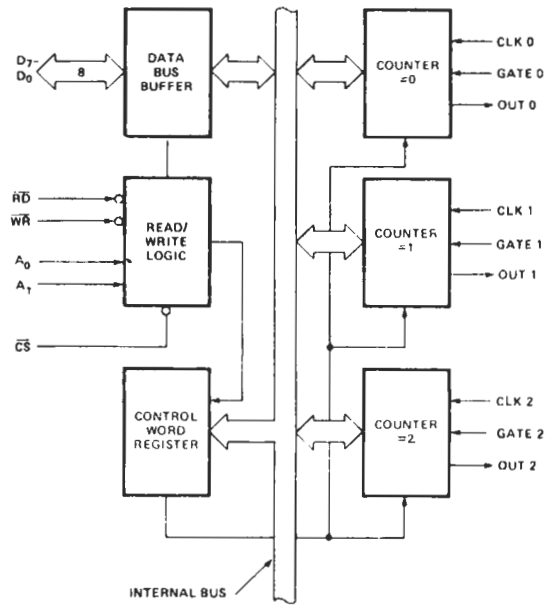 D7-
D0
8
DATA
BUS
BUFFER
RD
WR
A0
A1
CS
READ/
WRITE
LOGIC
CONTROL
WORD
REGISTER
INTERNAL BUS
COUNTER
=0
CLK 0
GATE 0
OUT 0
COUNTER
=1
CLK 1
GATE 1
OUT 1
COUNTER
=2
CLK 2
GATE 2
OUT 2